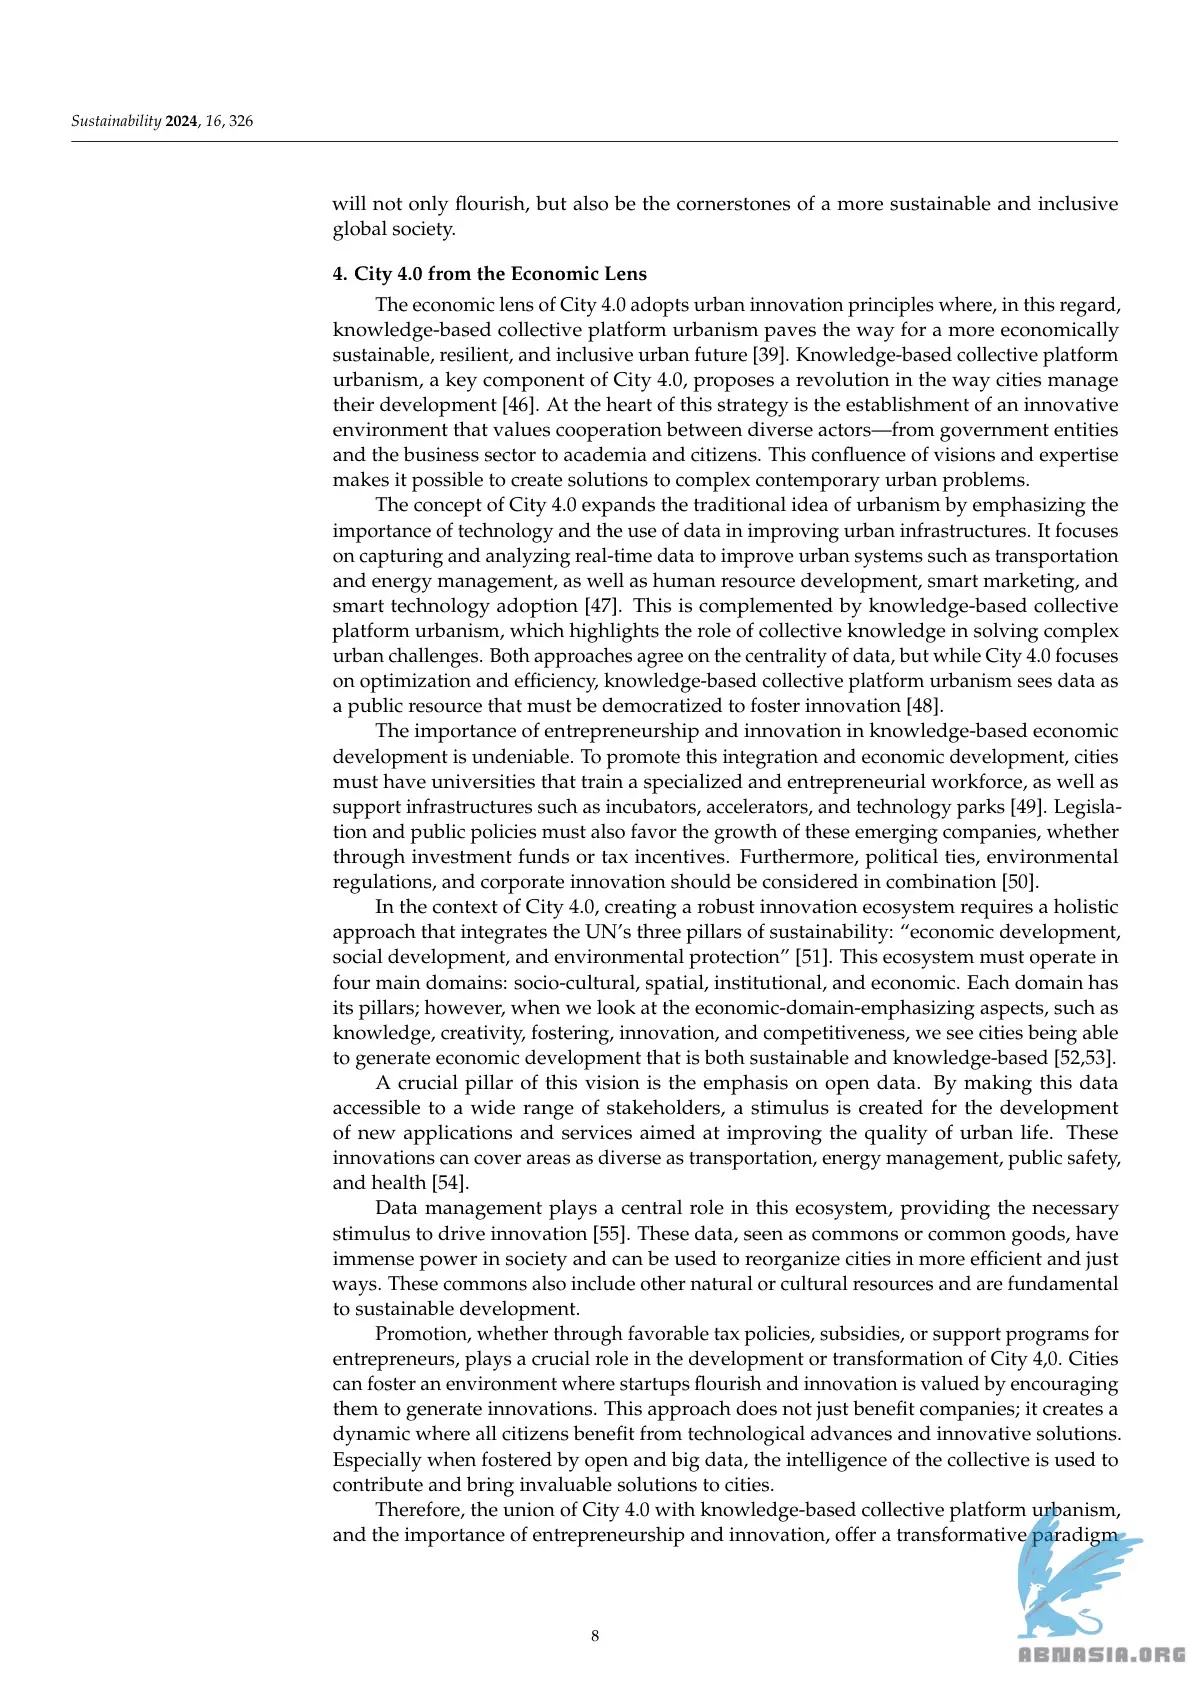 Sustainability 2024, 16, 326
will not only flourish, but also be the cornerstones of a more sustainable and inclusive
global society.
4. City 4.0 from the Economic Lens
The economic lens of City 4.0 adopts urban innovation principles where, in this regard,
knowledge-based collective platform urbanism paves the way for a more economically
sustainable, resilient, and inclusive urban future [39]. Knowledge-based collective platform
urbanism, a key component of City 4.0, proposes a revolution in the way cities manage
their development [46]. At the heart of this strategy is the establishment of an innovative
environment that values cooperation between diverse actors—from government entities
and the business sector to academia and citizens. This confluence of visions and expertise
makes it possible to create solutions to complex contemporary urban problems.
The concept of City 4.0 expands the traditional idea of urbanism by emphasizing the
importance of technology and the use of data in improving urban infrastructures. It focuses
on capturing and analyzing real-time data to improve urban systems such as transportation
and energy management, as well as human resource development, smart marketing, and
smart technology adoption [47]. This is complemented by knowledge-based collective
platform urbanism, which highlights the role of collective knowledge in solving complex
urban challenges. Both approaches agree on the centrality of data, but while City 4.0 focuses
on optimization and efficiency, knowledge-based collective platform urbanism sees data as
a public resource that must be democratized to foster innovation [48].
The importance of entrepreneurship and innovation in knowledge-based economic
development is undeniable. To promote this integration and economic development, cities
must have universities that train a specialized and entrepreneurial workforce, as well as
support infrastructures such as incubators, accelerators, and technology parks [49]. Legisla-
tion and public policies must also favor the growth of these emerging companies, whether
through investment funds or tax incentives. Furthermore, political ties, environmental
regulations, and corporate innovation should be considered in combination [50].
In the context of City 4.0, creating a robust innovation ecosystem requires a holistic
approach that integrates the UN’s three pillars of sustainability: “economic development,
social development, and environmental protection” [51]. This ecosystem must operate in
four main domains: socio-cultural, spatial, institutional, and economic. Each domain has
its pillars; however, when we look at the economic-domain-emphasizing aspects, such as
knowledge, creativity, fostering, innovation, and competitiveness, we see cities being able
to generate economic development that is both sustainable and knowledge-based [52,53].
A crucial pillar of this vision is the emphasis on open data. By making this data
accessible to a wide range of stakeholders, a stimulus is created for the development
of new applications and services aimed at improving the quality of urban life. These
innovations can cover areas as diverse as transportation, energy management, public safety,
and health [54].
Data management plays a central role in this ecosystem, providing the necessary
stimulus to drive innovation [55]. These data, seen as commons or common goods, have
immense power in society and can be used to reorganize cities in more efficient and just
ways. These commons also include other natural or cultural resources and are fundamental
to sustainable development.
Promotion, whether through favorable tax policies, subsidies, or support programs for
entrepreneurs, plays a crucial role in the development or transformation of City 4,0. Cities
can foster an environment where startups flourish and innovation is valued by encouraging
them to generate innovations. This approach does not just benefit companies; it creates a
dynamic where all citizens benefit from technological advances and innovative solutions.
Especially when fostered by open and big data, the intelligence of the collective is used to
contribute and bring invaluable solutions to cities.
Therefore, the union of City 4.0 with knowledge-based collective platform urbanism,
and the importance of entrepreneurship and innovation, offer a transformative paradigm
8
ABNASIA.ORG